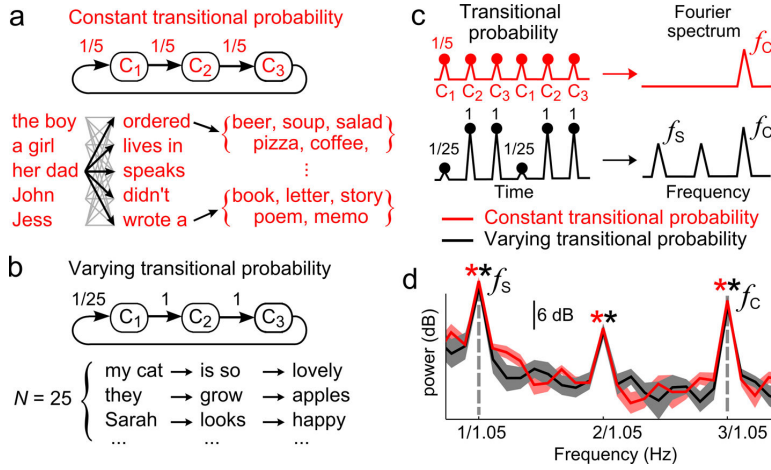 a
Constant transitional probability
1/5 1/5 1/5
C1 C2 C3
the boy ordered beer, soup, salad
a girl lives in pizza, coffee,
her dad speaks ...
John didn't book, letter, story
Jess wrote a poem, memo
b
Varying transitional probability
1/25 1 1
C1 C2 C3
my cat is so lovely
N = 25 they grow apples
Sarah looks happy
... ... ...
c
Transitional probability
Fourier spectrum
1/5
fC
C1 C2 C3 C1 C2 C3
1 1 1 1
1/25 1/25
fS fC
Time
Frequency
Constant transitional probability
Varying transitional probability
d
** fS
**
** fC
6 dB
power (dB)
1/1.05 2/1.05 3/1.05
Frequency (Hz)